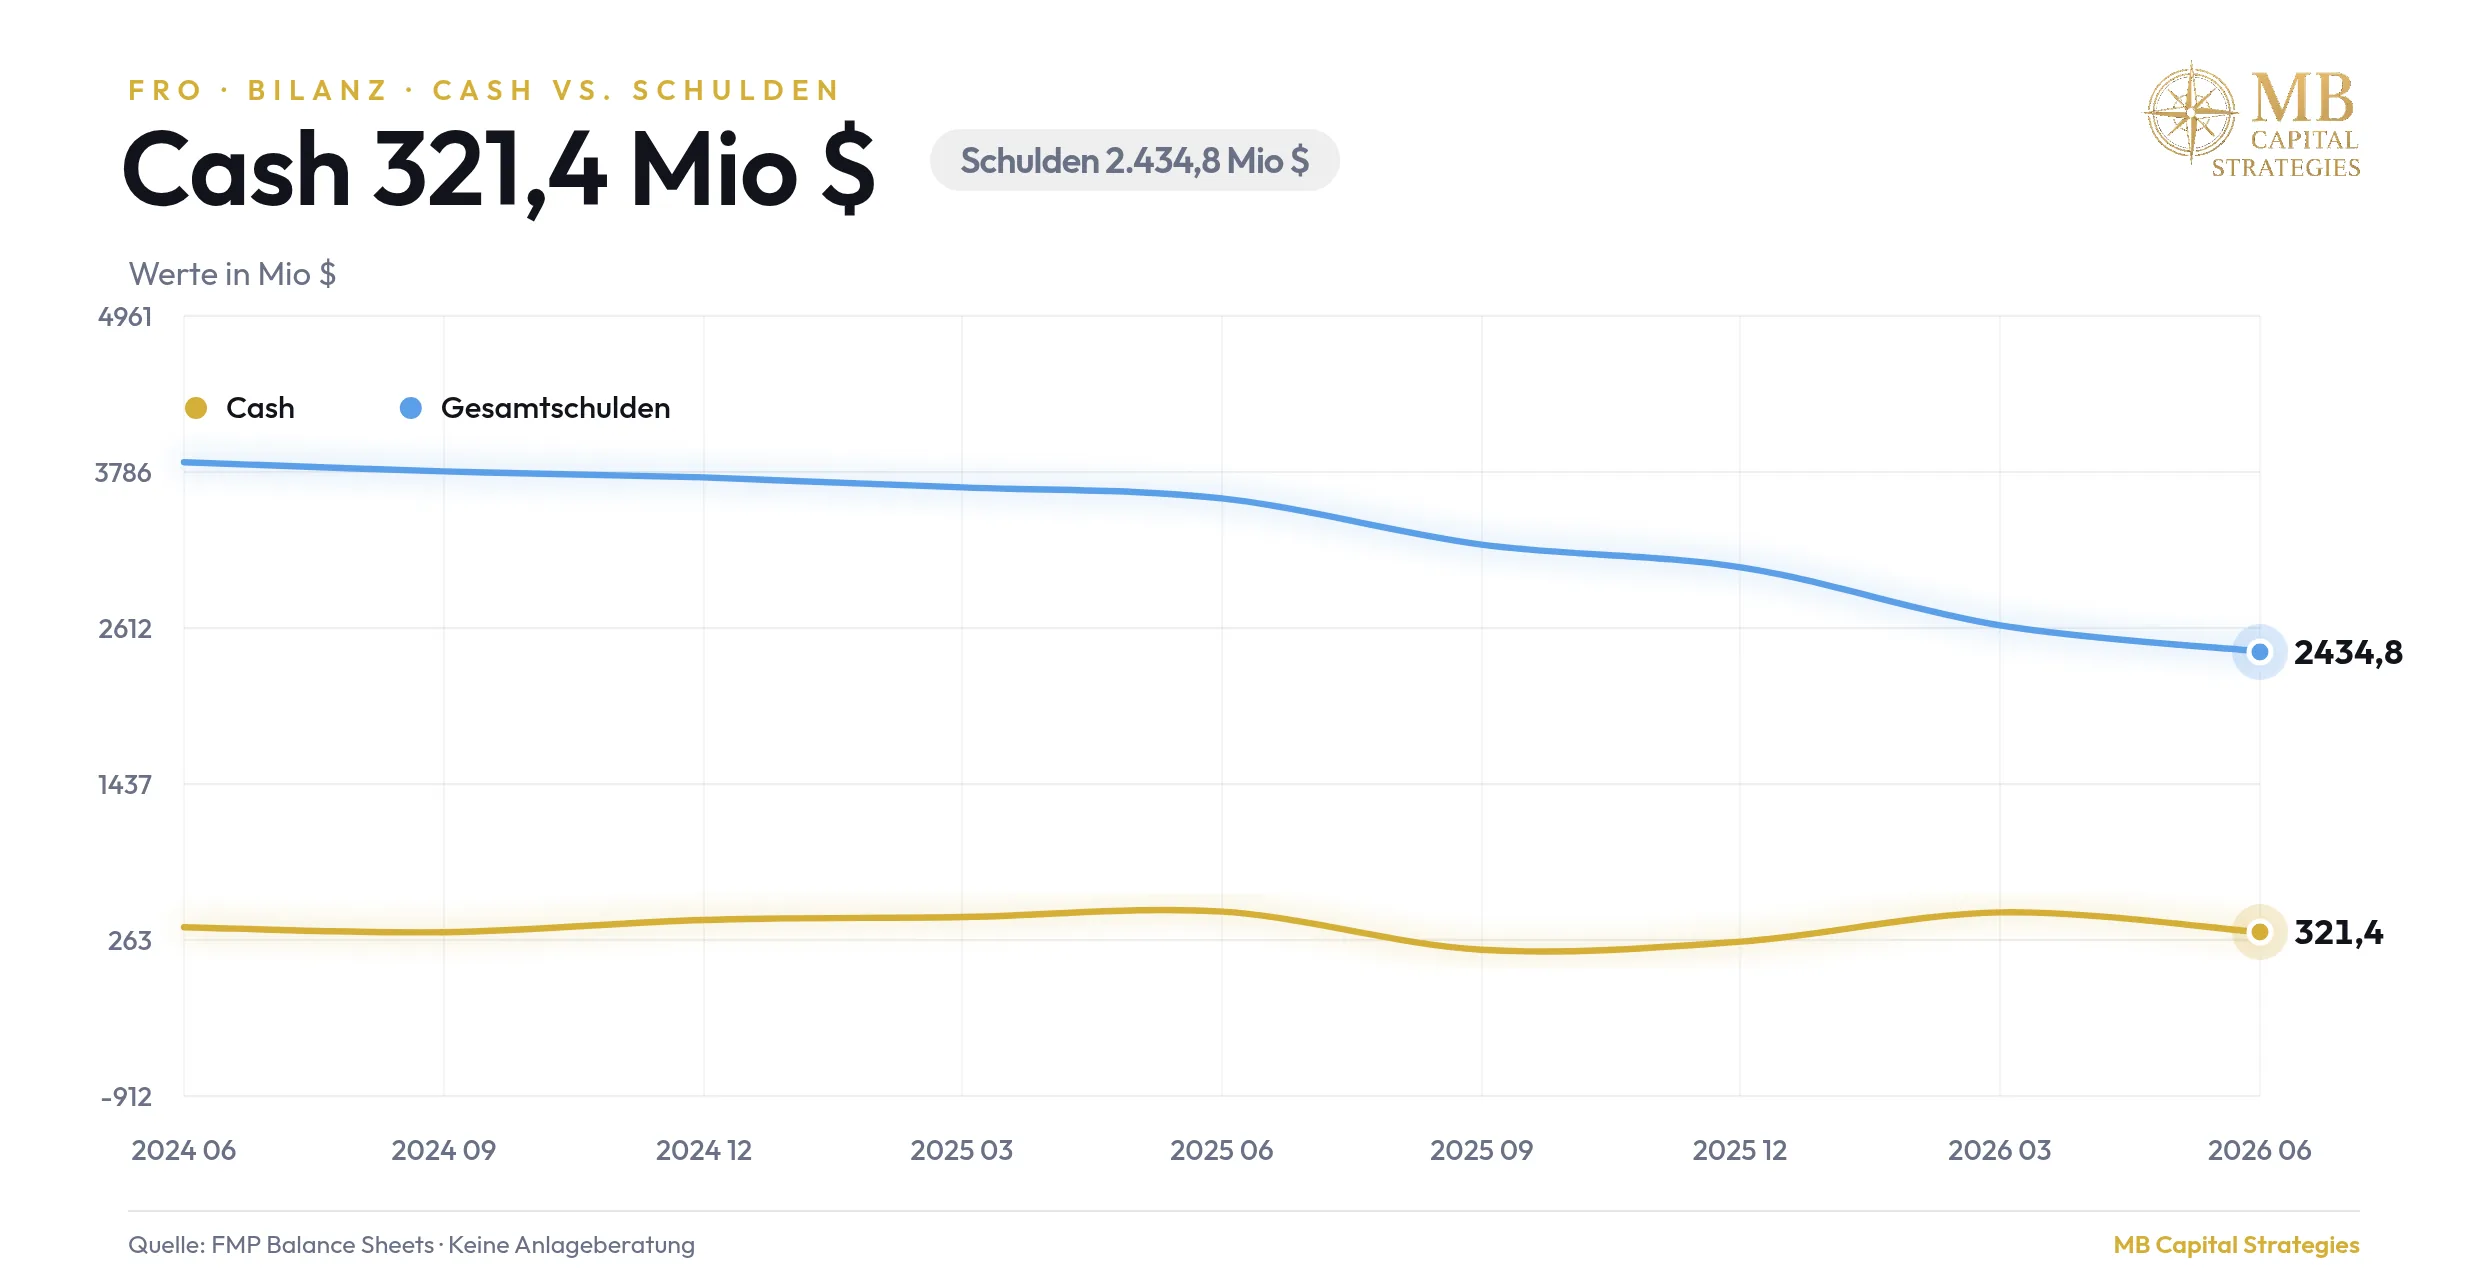 FRO · BILANZ · CASH VS. SCHULDEN
Cash 321,4 Mio $
Schulden 2.434,8 Mio $
MB
CAPITAL
STRATEGIES
Werte in Mio $
4961
Cash
Gesamtschulden
3786
2612
2434,8
1437
263
321,4
-912
2024 06
2024 09
2024 12
2025 03
2025 06
2025 09
2025 12
2026 03
2026 06
Quelle: FMP Balance Sheets · Keine Anlageberatung
MB Capital Strategies